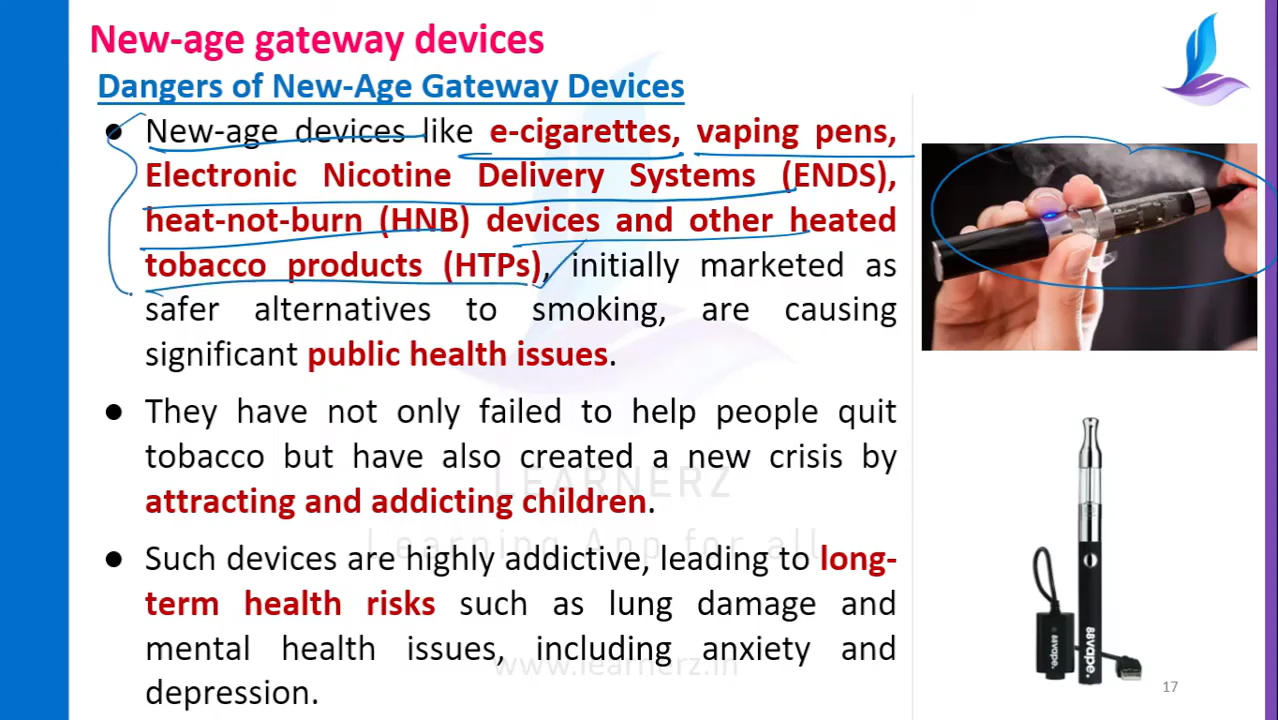 New-age gateway devices
Dangers of New-Age Gateway Devices
● New-age devices like e-cigarettes, vaping pens,
Electronic Nicotine Delivery Systems (ENDS),
heat-not-burn (HNB) devices and other heated
tobacco products (HTPs), initially marketed as
safer alternatives to smoking, are causing
significant public health issues.
● They have not only failed to help people quit
tobacco but have also created a new crisis by
attracting and addicting children.
● Such devices are highly addictive, leading to long-
term health risks such as lung damage and
mental health issues, including anxiety and
depression.
LEARNERZ
Learning App for all
www.learnerz.in
88vape.
88vape.
17